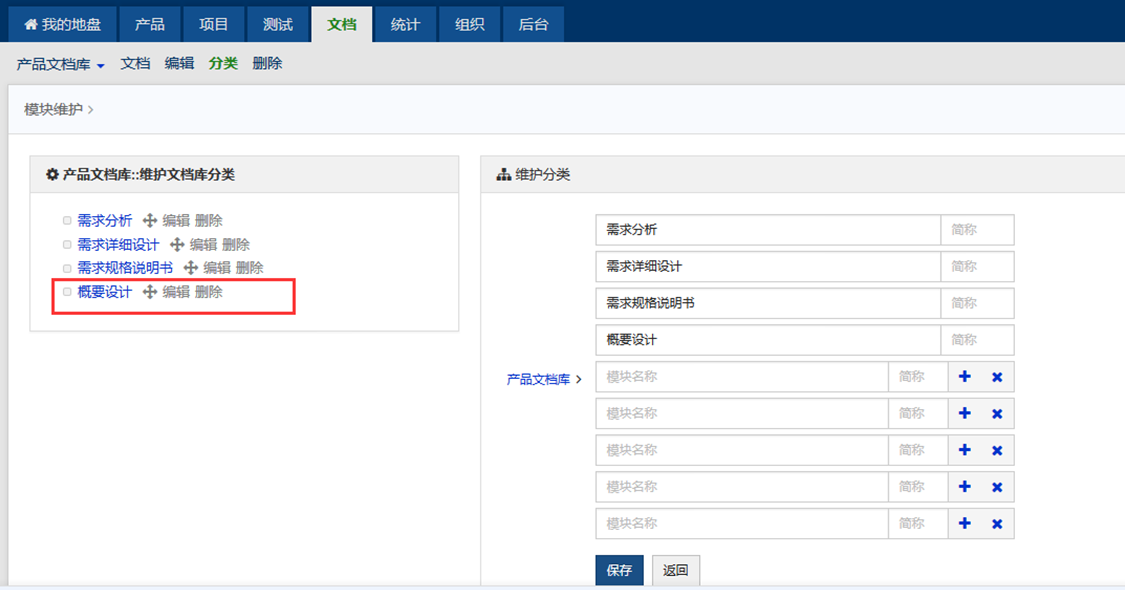 我的地盘 产品 项目 测试 文档 统计 组织 后台
产品文档库 文档 编辑 分类 删除
模块维护 >
产品文档库::维护文档库分类
需求分析 编辑 删除
需求详细设计 编辑 删除
需求规格说明书 编辑 删除
概要设计 编辑 删除
维护分类
需求分析 简称
需求详细设计 简称
需求规格说明书 简称
概要设计 简称
产品文档库 >
模块名称 简称
模块名称 简称
模块名称 简称
模块名称 简称
模块名称 简称
保存 返回